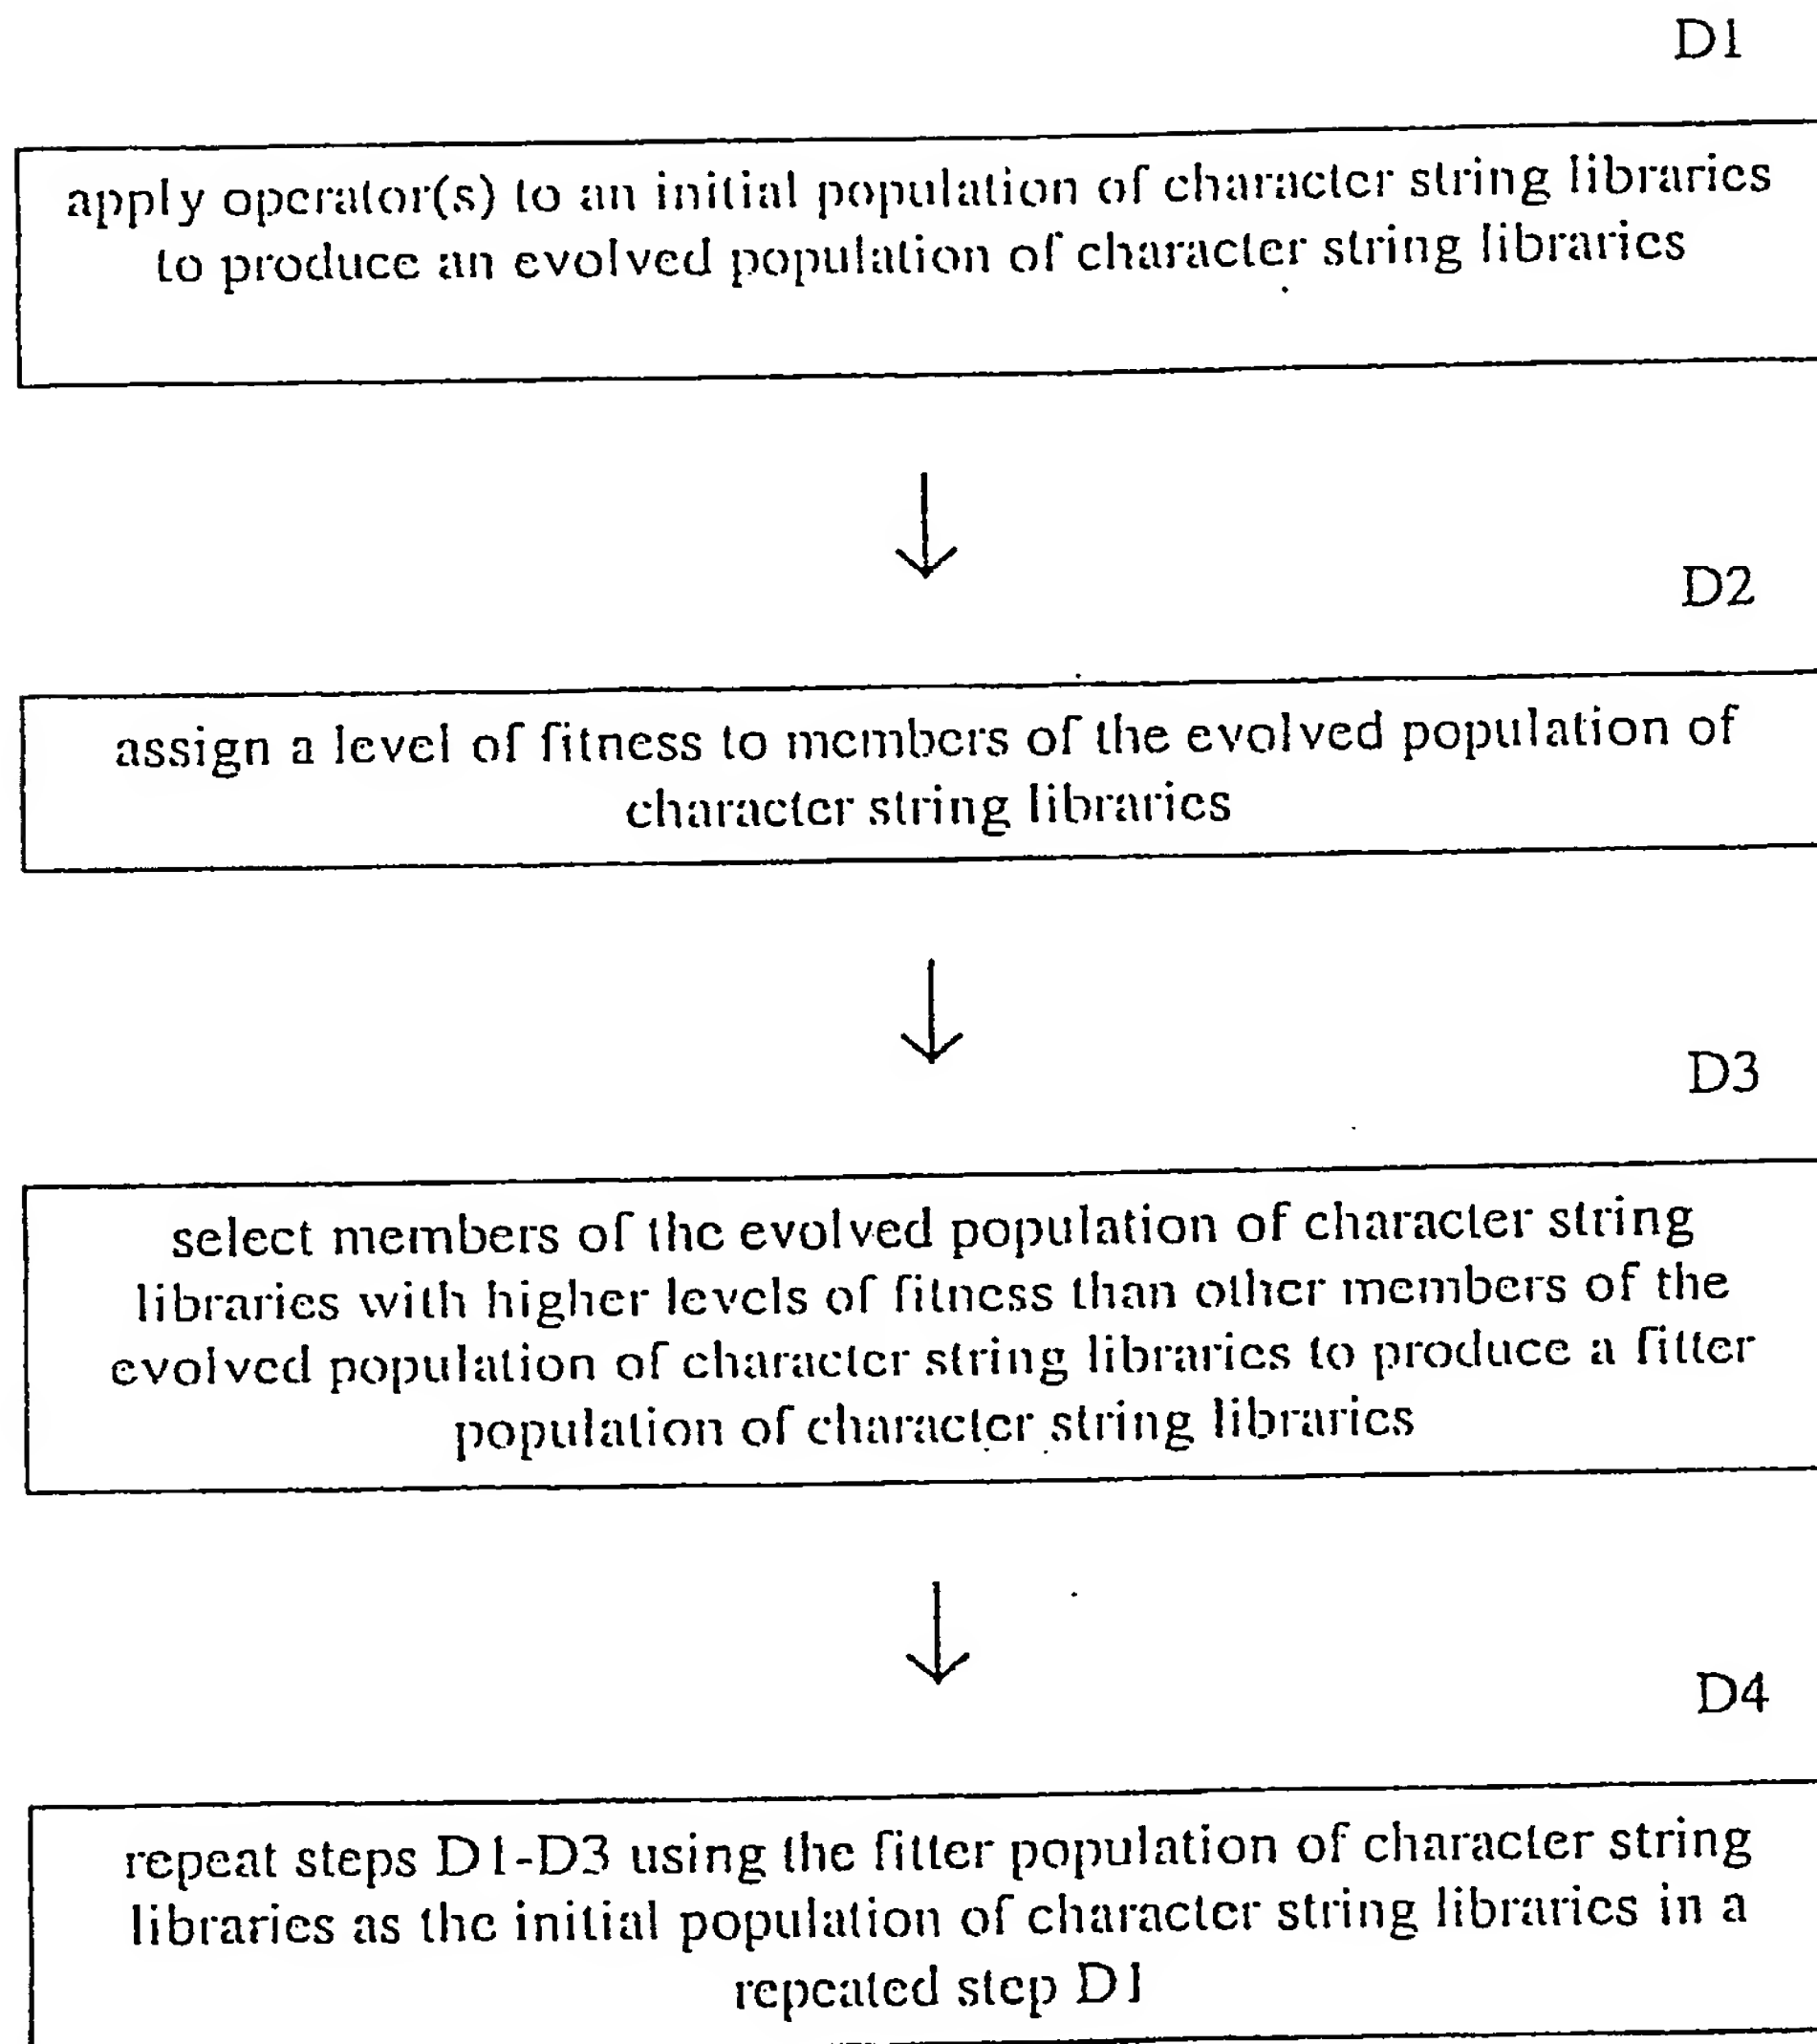 D1
apply operator(s) to an initial population of character string libraries
to produce an evolved population of character string libraries
D2
assign a level of fitness to members of the evolved population of
character string libraries
D3
select members of the evolved population of character string
libraries with higher levels of fitness than other members of the
evolved population of character string libraries to produce a fitter
population of character string libraries
D4
repeat steps D1-D3 using the fitter population of character string
libraries as the initial population of character string libraries in a
repeated step D1